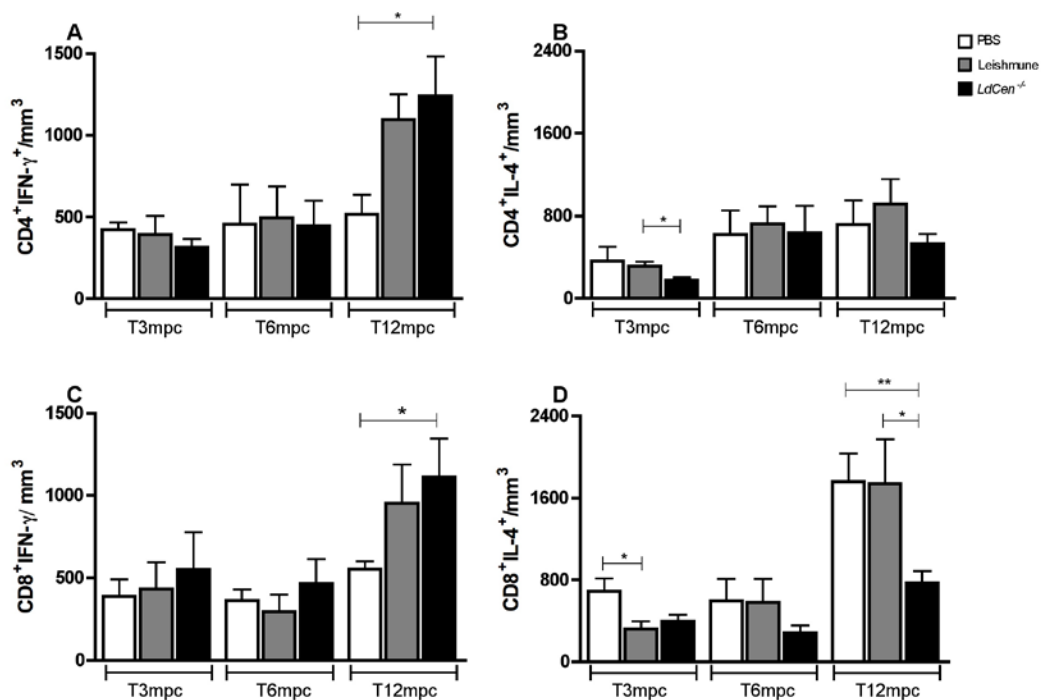 A
*
1500
1000
500
0
CD4⁺IFN-γ⁺/mm³
T3mpc T6mpc T12mpc
B
2400
1600
800
0
CD4⁺IL-4⁺/mm³
*
T3mpc T6mpc T12mpc
PBS
Leishmune
LdCen⁻/⁻
C
*
1500
1000
500
0
CD8⁺IFN-γ/ mm³
T3mpc T6mpc T12mpc
D
**
*
*
2400
1600
800
0
CD8⁺IL-4⁺/mm³
T3mpc T6mpc T12mpc